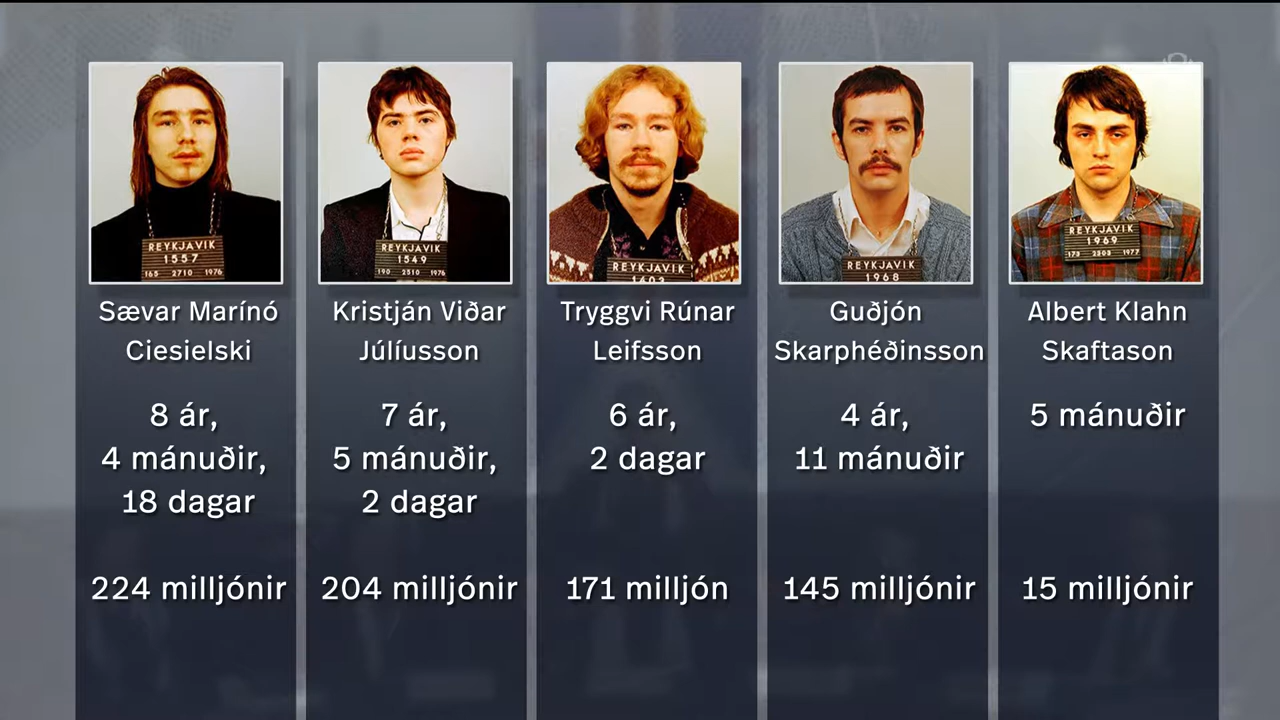 REYKJAVIK
1557
165 2710 1976
REYKJAVIK
1549
190 2510 1976
REYKJAVIK
REYKJAVIK
1968
REYKJAVIK
1969
173 2203 1977
Sævar Marínó
Ciesielski
Kristján Viðar
Júlíusson
Tryggvi Rúnar
Leifsson
Guðjón
Skarphéðinsson
Albert Klahn
Skaftason
8 ár,
4 mánuðir,
18 dagar
7 ár,
5 mánuðir,
2 dagar
6 ár,
2 dagar
4 ár,
11 mánuðir
5 mánuðir
224 milljónir
204 milljónir
171 milljón
145 milljónir
15 milljónir